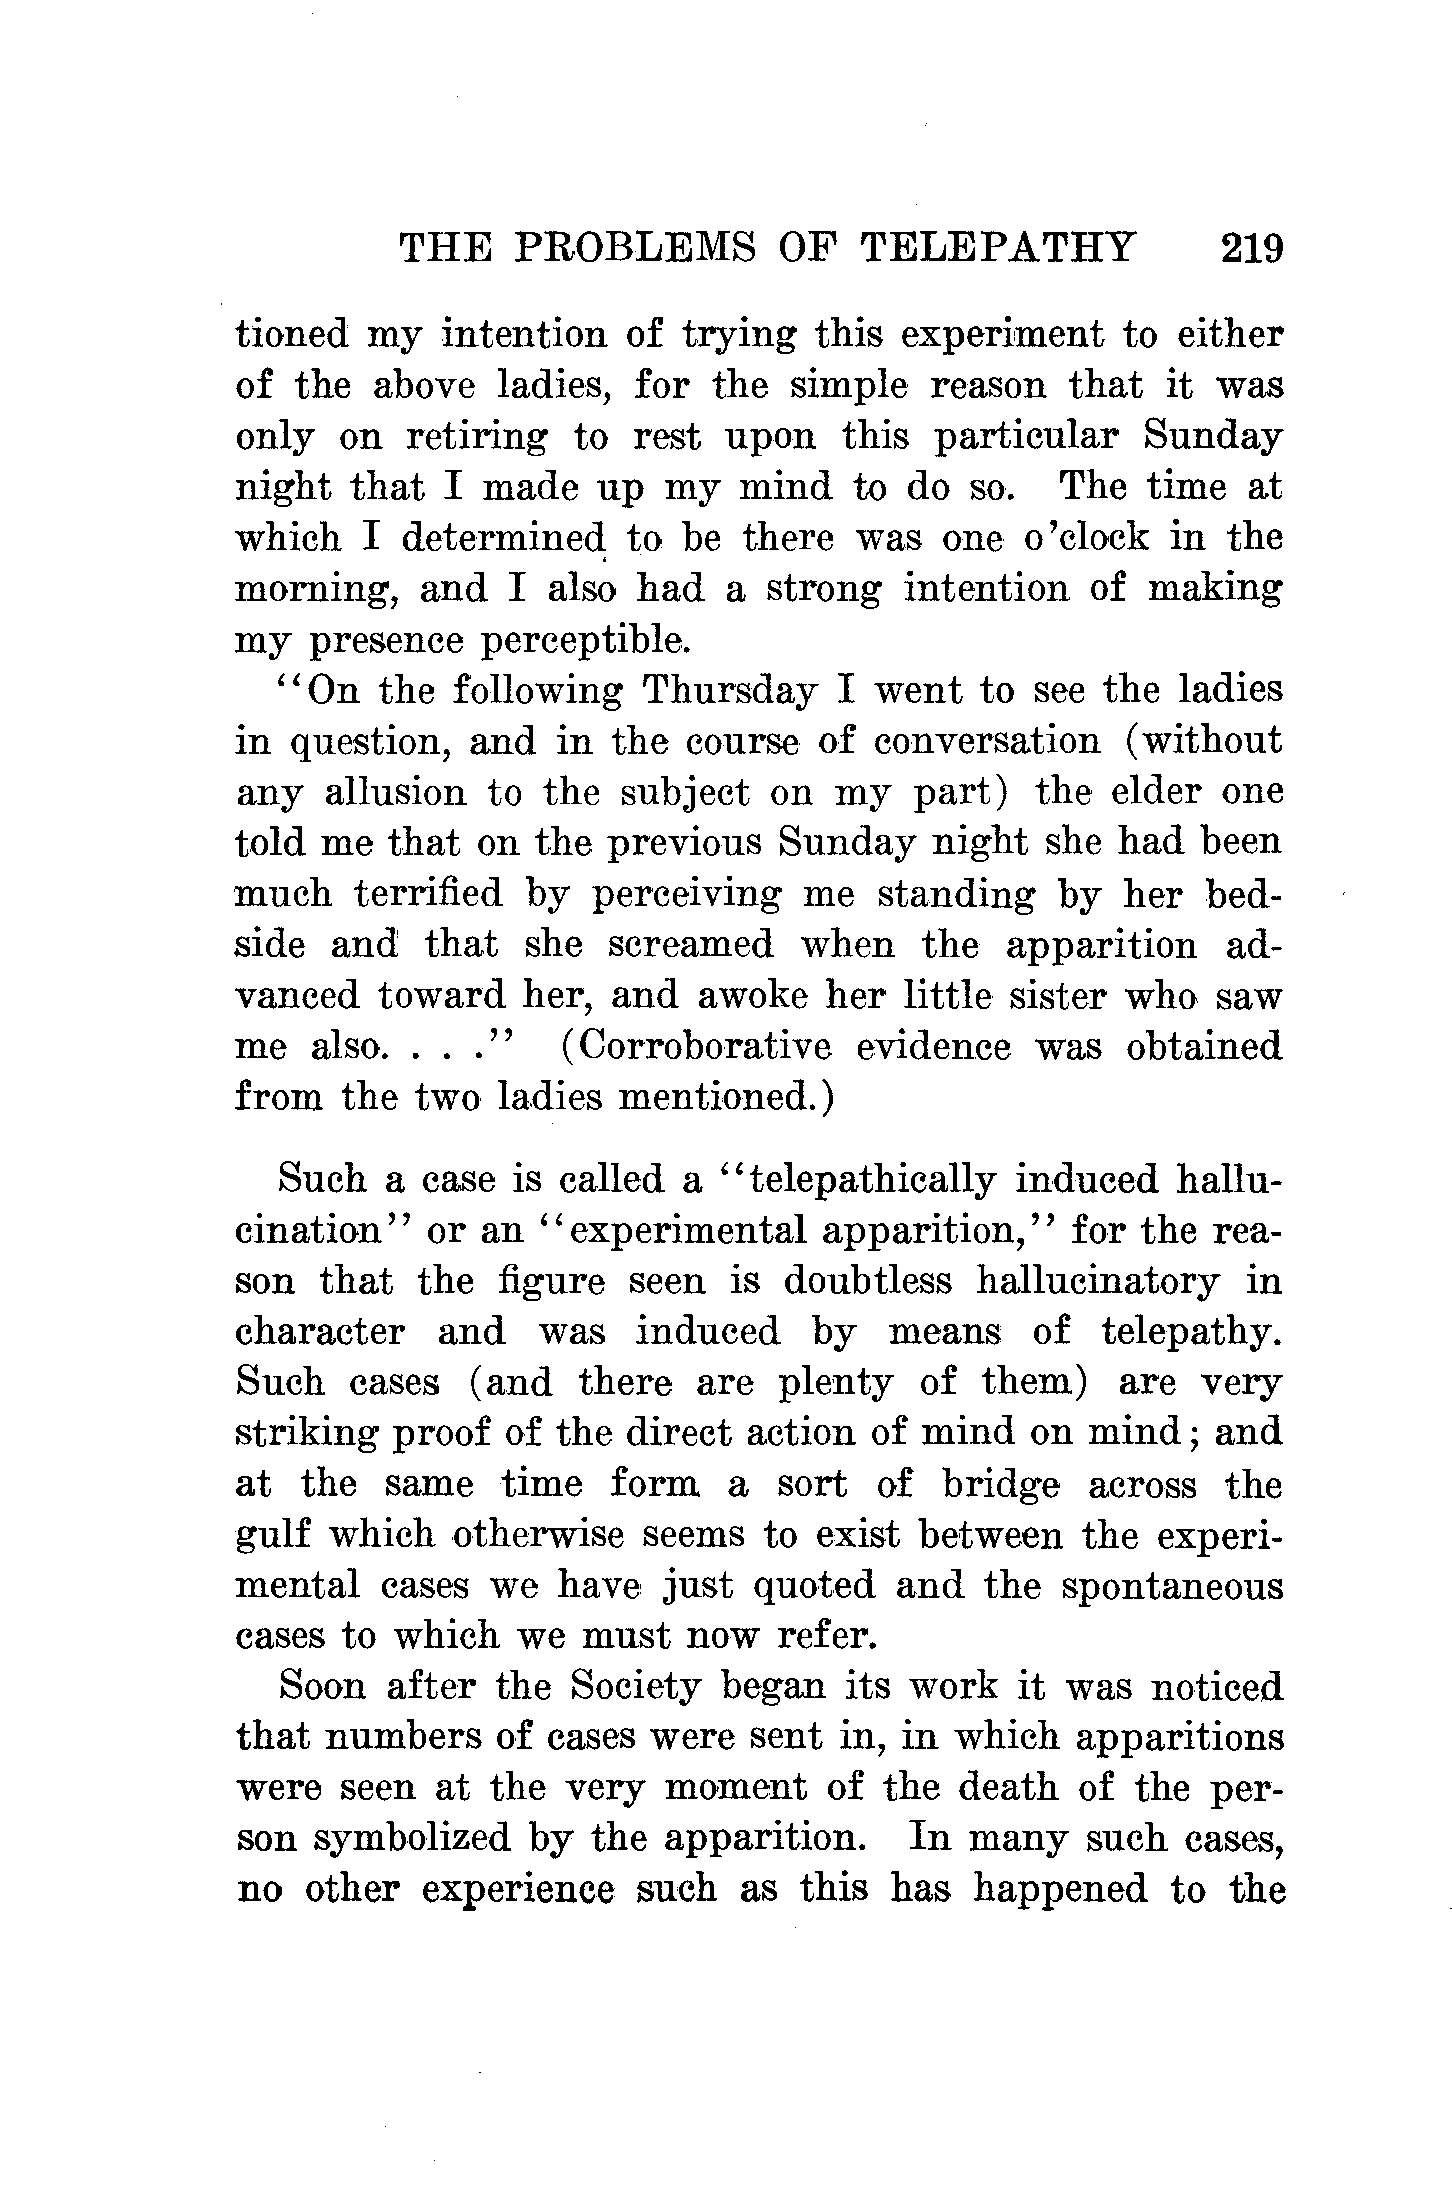 THE PROBLEMS OF TELEPATHY 219
tioned my intention of trying this experiment to either
of the above ladies, for the simple reason that it was
only on retiring to rest upon this particular Sunday
night that I made up my mind to do so. The time at
which I determined to be there was one o'clock in the
morning, and I also had a strong intention of making
my presence perceptible.
"On the following Thursday I went to see the ladies
in question, and in the course of conversation (without
any allusion to the subject on my part) the elder one
told me that on the previous Sunday night she had been
much terrified by perceiving me standing by her bed-
side and that she screamed when the apparition ad-
vanced toward her, and awoke her little sister who saw
me also. . . ." (Corroborative evidence was obtained
from the two ladies mentioned.)
Such a case is called a "telepathically induced hallu-
cination" or an "experimental apparition," for the rea-
son that the figure seen is doubtless hallucinatory in
character and was induced by means of telepathy.
Such cases (and there are plenty of them) are very
striking proof of the direct action of mind on mind; and
at the same time form a sort of bridge across the
gulf which otherwise seems to exist between the experi-
mental cases we have just quoted and the spontaneous
cases to which we must now refer.
Soon after the Society began its work it was noticed
that numbers of cases were sent in, in which apparitions
were seen at the very moment of the death of the per-
son symbolized by the apparition. In many such cases,
no other experience such as this has happened to the